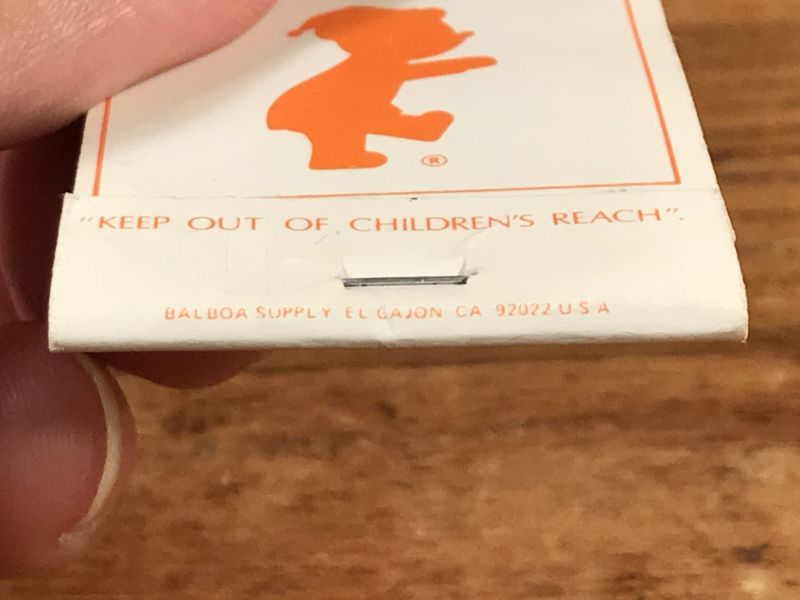 ®
“KEEP OUT OF CHILDREN'S REACH”.
BALBOA SUPPLY EL CAJON CA 92022 U S A